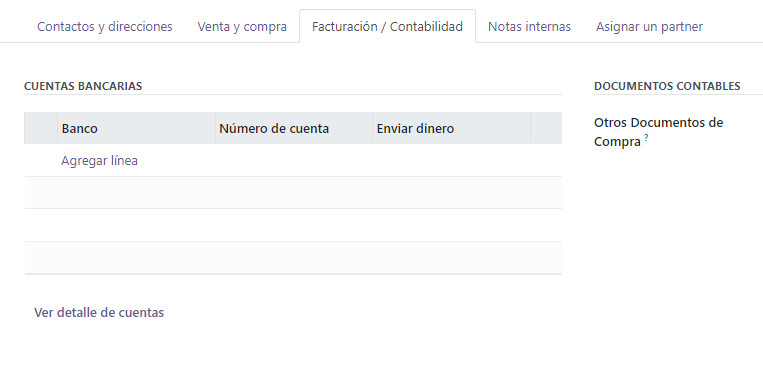 Contactos y direcciones Venta y compra Facturación / Contabilidad Notas internas Asignar un partner
CUENTAS BANCARIAS
Banco Número de cuenta Enviar dinero
Agregar línea
Ver detalle de cuentas
DOCUMENTOS CONTABLES
Otros Documentos de
Compra ?